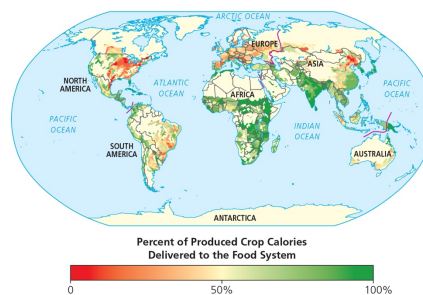 ARCTIC OCEAN
EUROPE
ASIA
NORTH
AMERICA
ATLANTIC
OCEAN
PACIFIC
OCEAN
AFRICA
PACIFIC
OCEAN
INDIAN
OCEAN
SOUTH
AMERICA
AUSTRALIA
ANTARCTICA
Percent of Produced Crop Calories
Delivered to the Food System
0 50% 100%